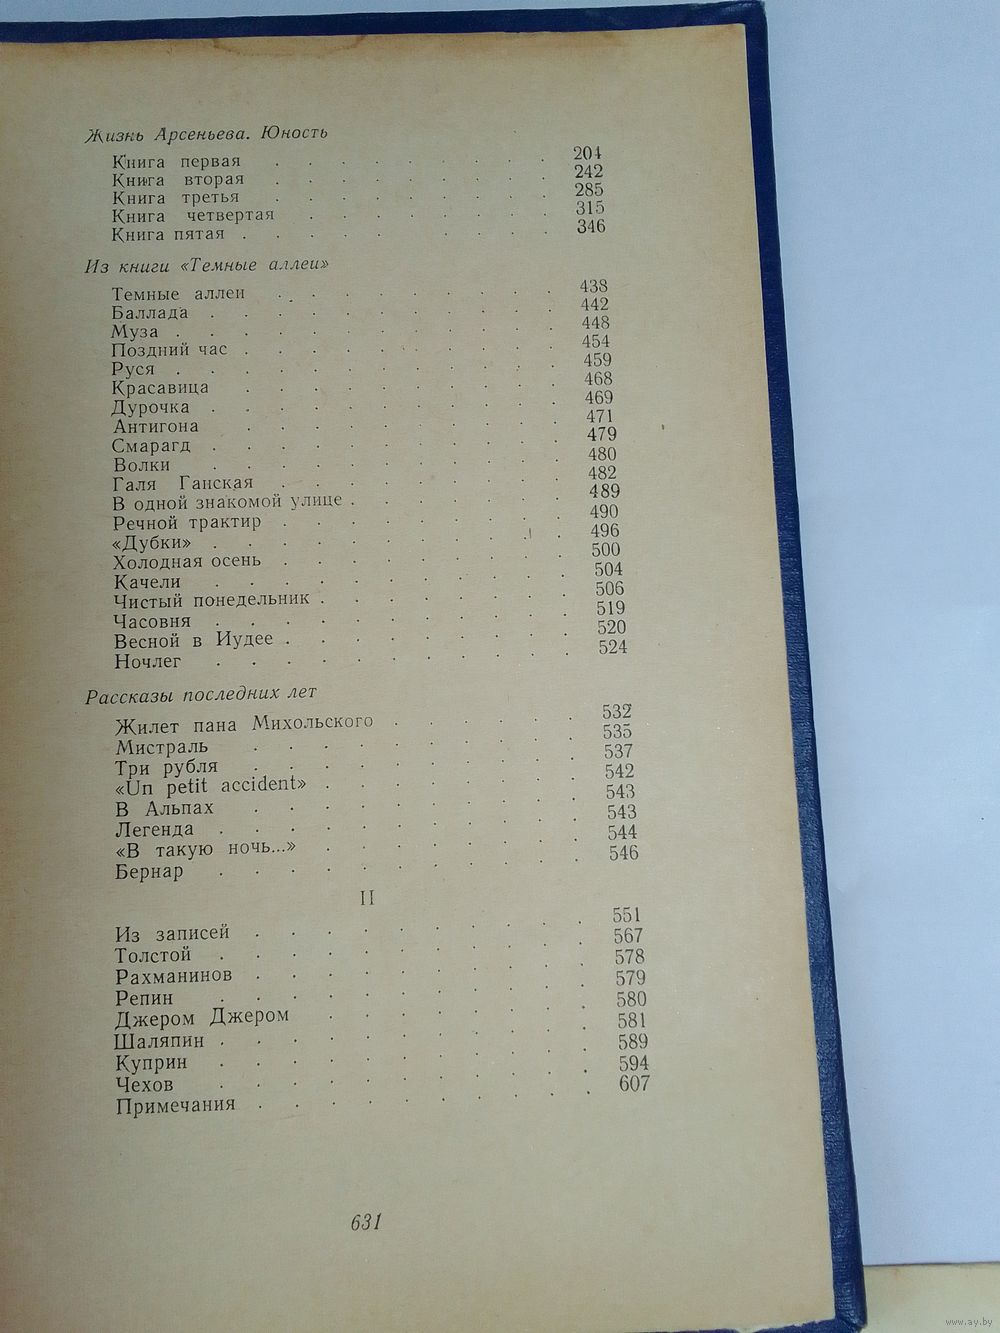 Жизнь Арсеньева. Юность
Книга первая . . . . . . . . 204
Книга вторая . . . . . . . . 242
Книга третья . . . . . . . . 285
Книга четвертая . . . . . . . 315
Книга пятая . . . . . . . . 346
Из книги «Темные аллеи»
Темные аллеи . . . . . . . . 438
Баллада . . . . . . . . . . 442
Муза . . . . . . . . . . 448
Поздний час . . . . . . . . . 454
Руся . . . . . . . . . . . 459
Красавица . . . . . . . . . 468
Дурочка . . . . . . . . . . 469
Антигона . . . . . . . . . 471
Смарагд . . . . . . . . . . 479
Волки . . . . . . . . . . 480
Галя Ганская . . . . . . . . 482
В одной знакомой улице . . . . . . 489
Речной трактир . . . . . . . . 490
«Дубки» . . . . . . . . . . 496
Холодная осень . . . . . . . . 500
Качели . . . . . . . . . . 504
Чистый понедельник . . . . . . . 506
Часовня . . . . . . . . . . 519
Весной в Иудее . . . . . . . . 520
Ночлег . . . . . . . . . . 524
Рассказы последних лет
Жилет пана Михольского . . . . . . 532
Мистраль . . . . . . . . . 535
Три рубля . . . . . . . . . 537
«Un petit accident» . . . . . . . 542
В Альпах . . . . . . . . . 543
Легенда . . . . . . . . . . 543
«В такую ночь...» . . . . . . . 544
Бернар . . . . . . . . . . 546
II
Из записей . . . . . . . . . 551
Толстой . . . . . . . . . . 567
Рахманинов . . . . . . . . . 578
Репин . . . . . . . . . . 579
Джером Джером . . . . . . . 580
Шаляпин . . . . . . . . . . 581
Куприн . . . . . . . . . . 589
Чехов . . . . . . . . . . 594
Примечания . . . . . . . . . 607
631
www.ay.by